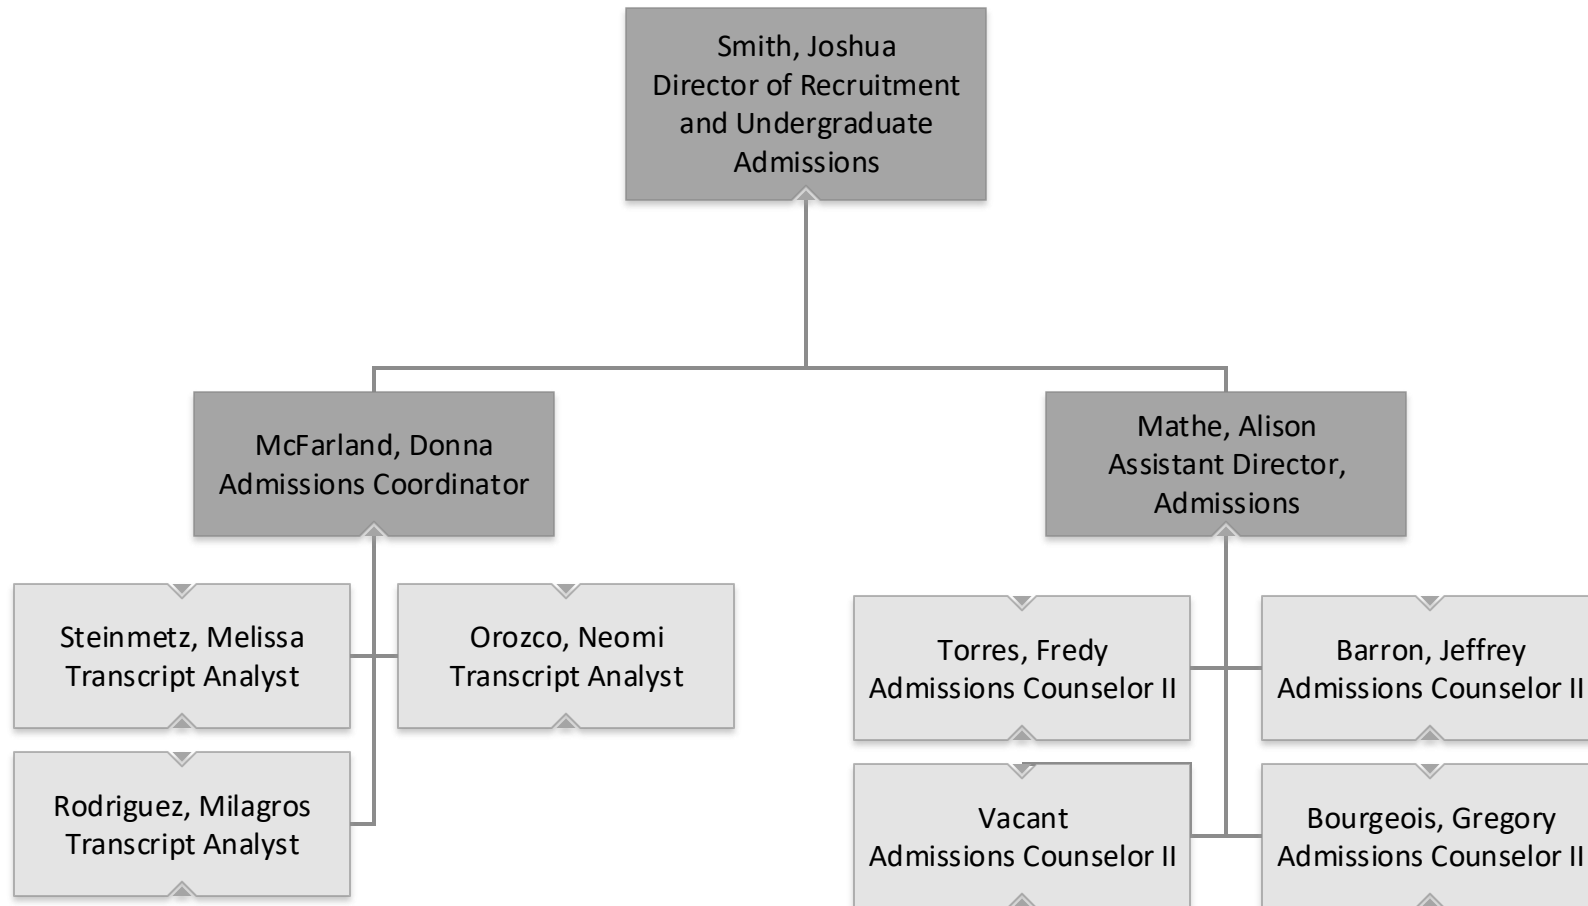 Smith, Joshua
Director of Recruitment
and Undergraduate
Admissions
McFarland, Donna
Admissions Coordinator
Mathe, Alison
Assistant Director,
Admissions
Steinmetz, Melissa
Transcript Analyst
Orozco, Neomi
Transcript Analyst
Torres, Fredy
Admissions Counselor II
Barron, Jeffrey
Admissions Counselor II
Rodriguez, Milagros
Transcript Analyst
Vacant
Admissions Counselor II
Bourgeois, Gregory
Admissions Counselor II